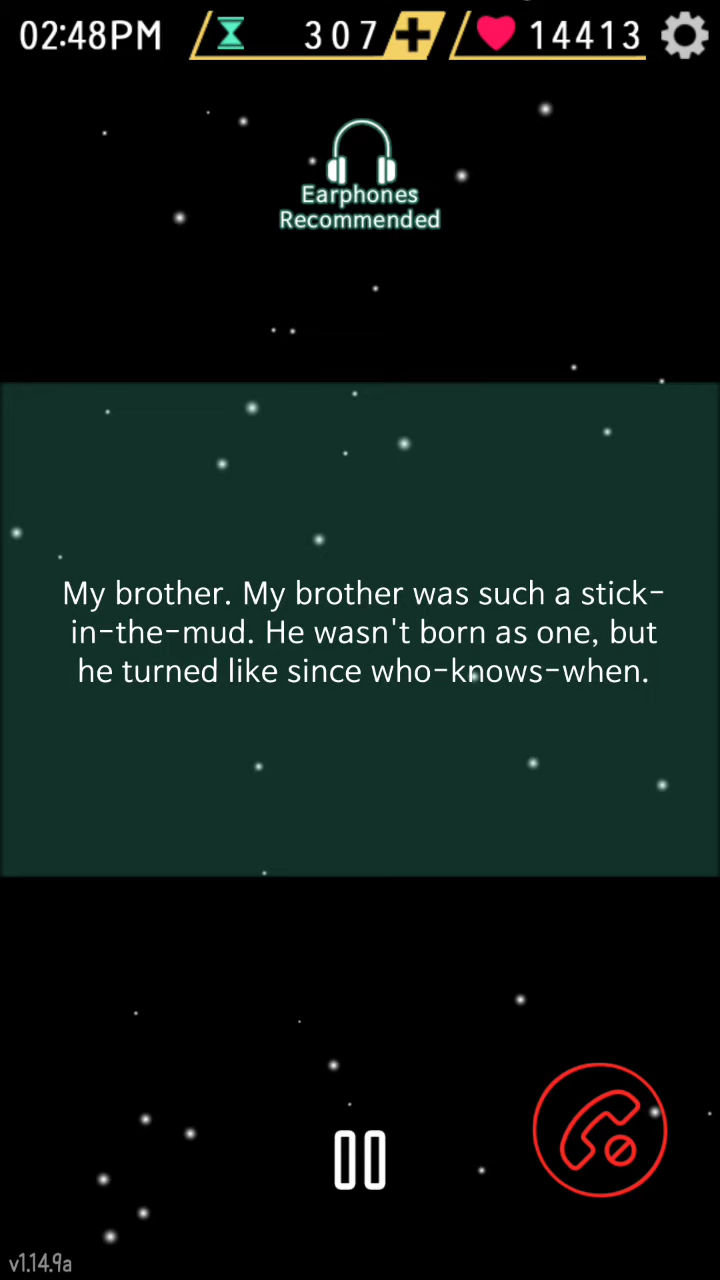 02:48PM 307 14413
Earphones
Recommended
My brother. My brother was such a stick-
in-the-mud. He wasn't born as one, but
he turned like since who-knows-when.
v1.14.9a